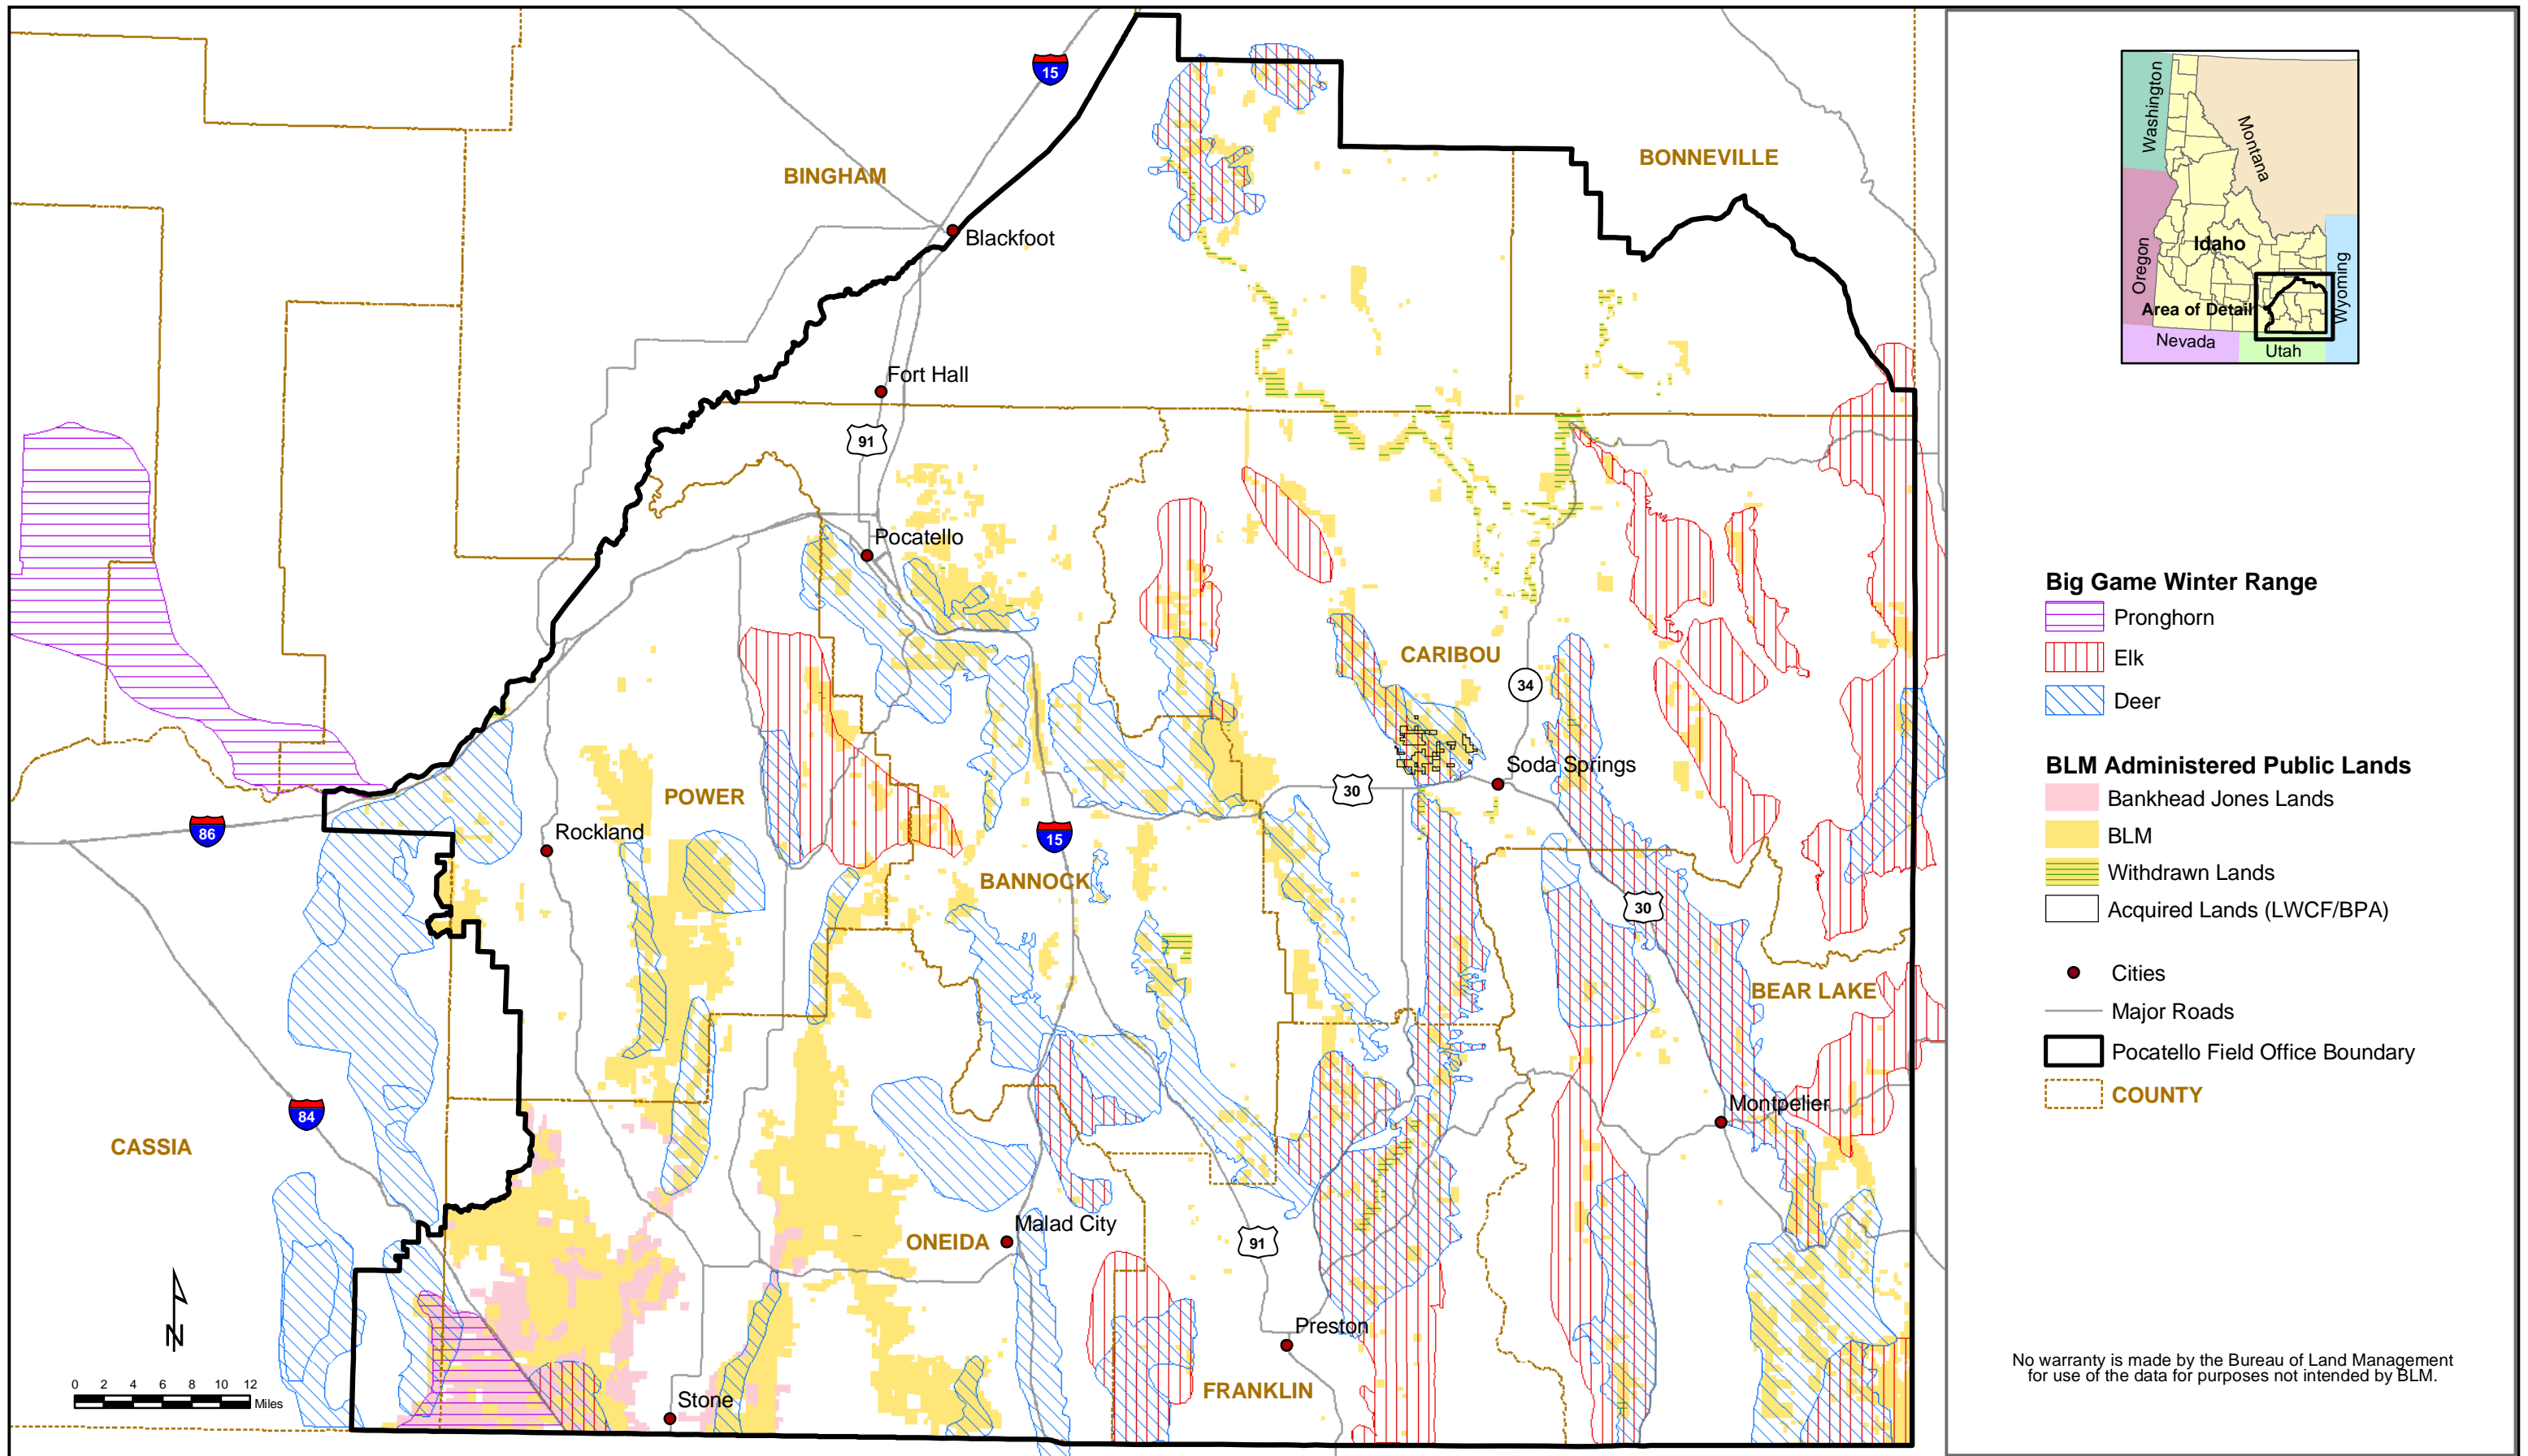 15
BINGHAM
BONNEVILLE
Blackfoot
Fort Hall
91
Pocatello
CARIBOU
34
Soda Springs
30
POWER
86
Rockland
15
BANNOCK
30
BEAR LAKE
84
CASSIA
Montpelier
Malad City
ONEIDA
91
Preston
FRANKLIN
Stone
N
0 2 4 6 8 10 12
Miles
Washington
Montana
Oregon
Idaho
Wyoming
Area of Detail
Nevada
Utah
Big Game Winter Range
Pronghorn
Elk
Deer
BLM Administered Public Lands
Bankhead Jones Lands
BLM
Withdrawn Lands
Acquired Lands (LWCF/BPA)
Cities
Major Roads
Pocatello Field Office Boundary
COUNTY
No warranty is made by the Bureau of Land Management
for use of the data for purposes not intended by BLM.